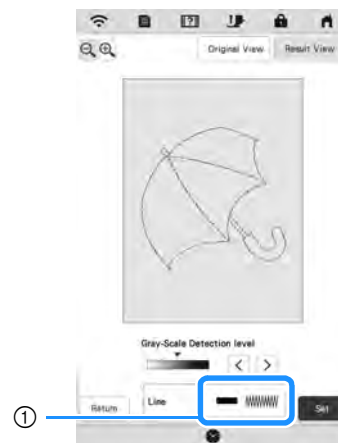 Original View
Result View
Gray-Scale Detection level
Line
Return
Set
①